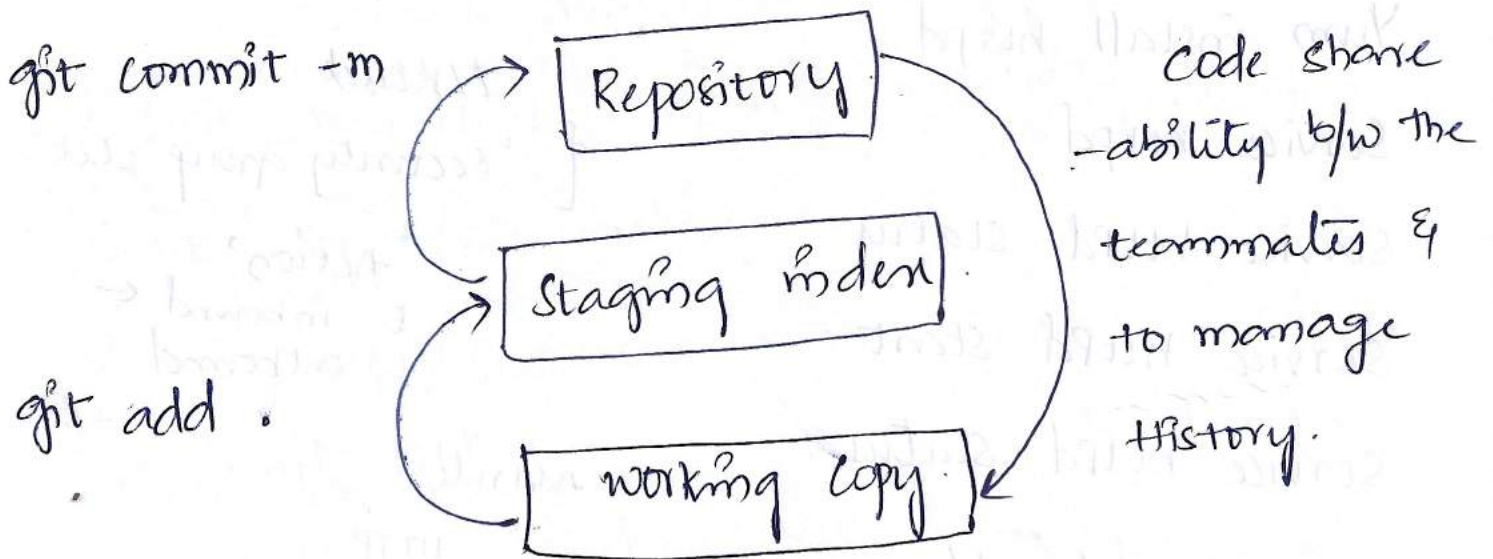 git commit -m
Repository
Code share
-ability b/w the
teammates &
to manage
History.
Staging index
git add .
working copy